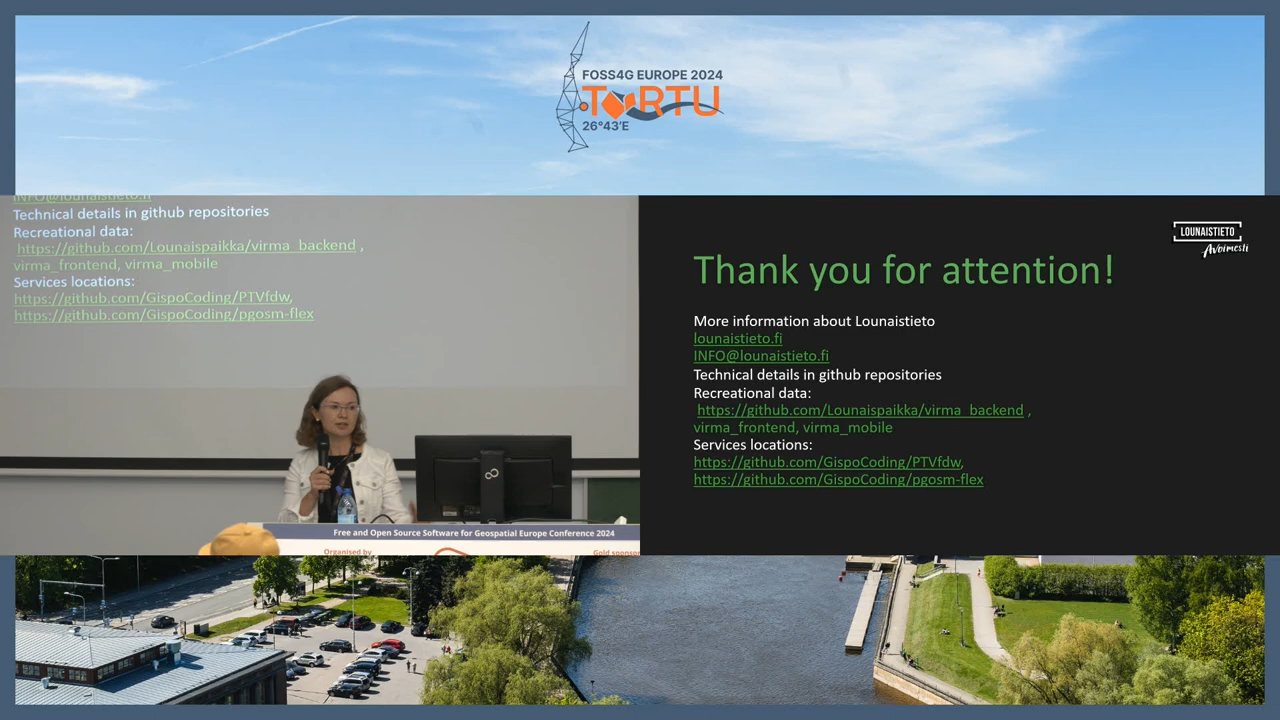 FOSS4G EUROPE 2024
TARTU
26°43'E
INFO@lounaistieto.fi
Technical details in github repositories
Recreational data:
https://github.com/Lounaispaikka/virma_backend ,
virma_frontend, virma_mobile
Services locations:
https://github.com/GispoCoding/PTVfdw,
https://github.com/GispoCoding/pgosm-flex
Free and Open Source Software for Geospatial Europe Conference 2024
Organised by
Gold sponso
LOUNAISTIETO
Avoimesti
Thank you for attention!
More information about Lounaistieto
lounaistieto.fi
INFO@lounaistieto.fi
Technical details in github repositories
Recreational data:
https://github.com/Lounaispaikka/virma_backend ,
virma_frontend, virma_mobile
Services locations:
https://github.com/GispoCoding/PTVfdw,
https://github.com/GispoCoding/pgosm-flex